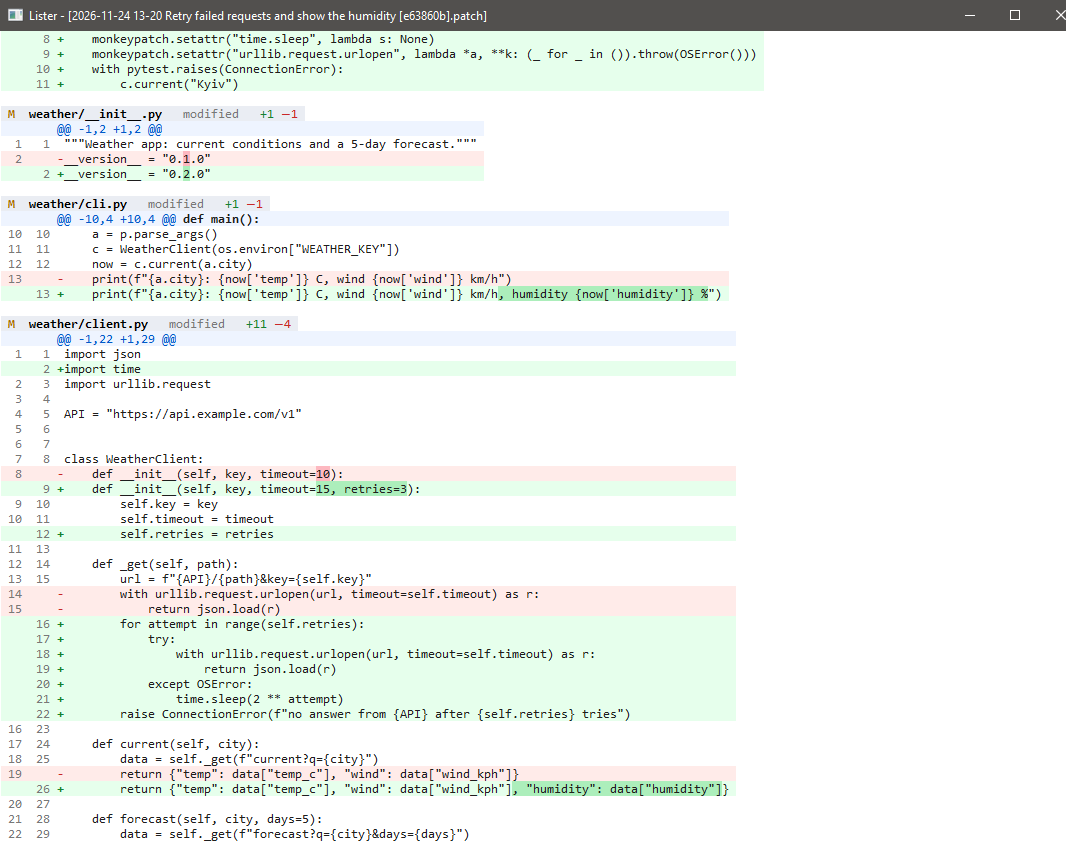 Lister - [2026-11-24 13-20 Retry failed requests and show the humidity [e63860b].patch]
8 +    monkeypatch.setattr("time.sleep", lambda s: None)
9 +    monkeypatch.setattr("urllib.request.urlopen", lambda *a, **k: (_ for _ in ()).throw(OSError()))
10 +    with pytest.raises(ConnectionError):
11 +        c.current("Kyiv")
M weather/__init__.py modified +1 −1
@@ -1,2 +1,2 @@
1 1 """Weather app: current conditions and a 5-day forecast."""
2 -__version__ = "0.1.0"
2 +__version__ = "0.2.0"
M weather/cli.py modified +1 −1
@@ -10,4 +10,4 @@ def main():
10 10     a = p.parse_args()
11 11     c = WeatherClient(os.environ["WEATHER_KEY"])
12 12     now = c.current(a.city)
13 -    print(f"{a.city}: {now['temp']} C, wind {now['wind']} km/h")
13 +    print(f"{a.city}: {now['temp']} C, wind {now['wind']} km/h, humidity {now['humidity']} %")
M weather/client.py modified +11 −4
@@ -1,22 +1,29 @@
1 1 import json
2 +import time
2 3 import urllib.request
3 4
4 5 API = "https://api.example.com/v1"
5 6
6 7
7 8 class WeatherClient:
8 -    def __init__(self, key, timeout=10):
9 +    def __init__(self, key, timeout=15, retries=3):
9 10         self.key = key
10 11         self.timeout = timeout
12 +        self.retries = retries
11 13
12 14     def _get(self, path):
13 15         url = f"{API}/{path}&key={self.key}"
14 -        with urllib.request.urlopen(url, timeout=self.timeout) as r:
15 -            return json.load(r)
16 +        for attempt in range(self.retries):
17 +            try:
18 +                with urllib.request.urlopen(url, timeout=self.timeout) as r:
19 +                    return json.load(r)
20 +            except OSError:
21 +                time.sleep(2 ** attempt)
22 +        raise ConnectionError(f"no answer from {API} after {self.retries} tries")
16 23
17 24     def current(self, city):
18 25         data = self._get(f"current?q={city}")
19 -        return {"temp": data["temp_c"], "wind": data["wind_kph"]}
26 +        return {"temp": data["temp_c"], "wind": data["wind_kph"], "humidity": data["humidity"]}
20 27
21 28     def forecast(self, city, days=5):
22 29         data = self._get(f"forecast?q={city}&days={days}")